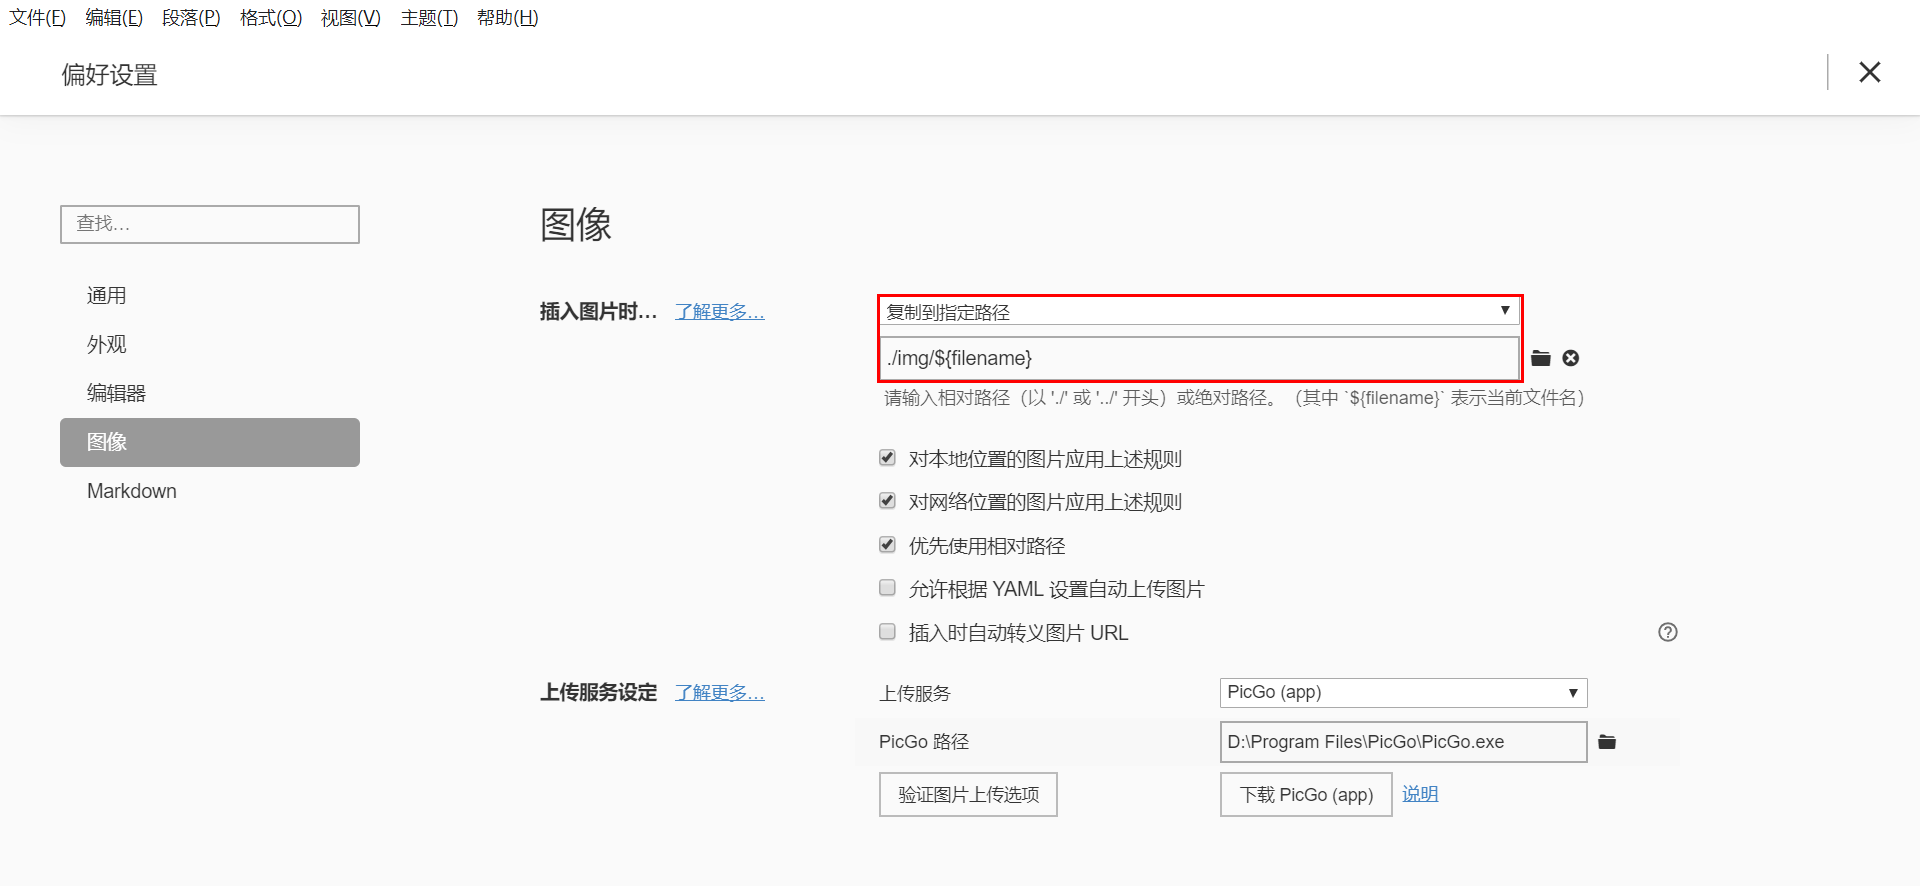 文件(F) 编辑(E) 段落(P) 格式(O) 视图(V) 主题(T) 帮助(H)
偏好设置
查找...
通用
外观
编辑器
图像
Markdown
图像
插入图片时... 了解更多...
复制到指定路径
./img/${filename}
请输入相对路径（以 './' 或 '../' 开头）或绝对路径。（其中 `${filename}` 表示当前文件名）
对本地位置的图片应用上述规则
对网络位置的图片应用上述规则
优先使用相对路径
允许根据 YAML 设置自动上传图片
插入时自动转义图片 URL
上传服务设定 了解更多...
上传服务 PicGo (app)
PicGo 路径 D:\Program Files\PicGo\PicGo.exe
验证图片上传选项 下载 PicGo (app) 说明